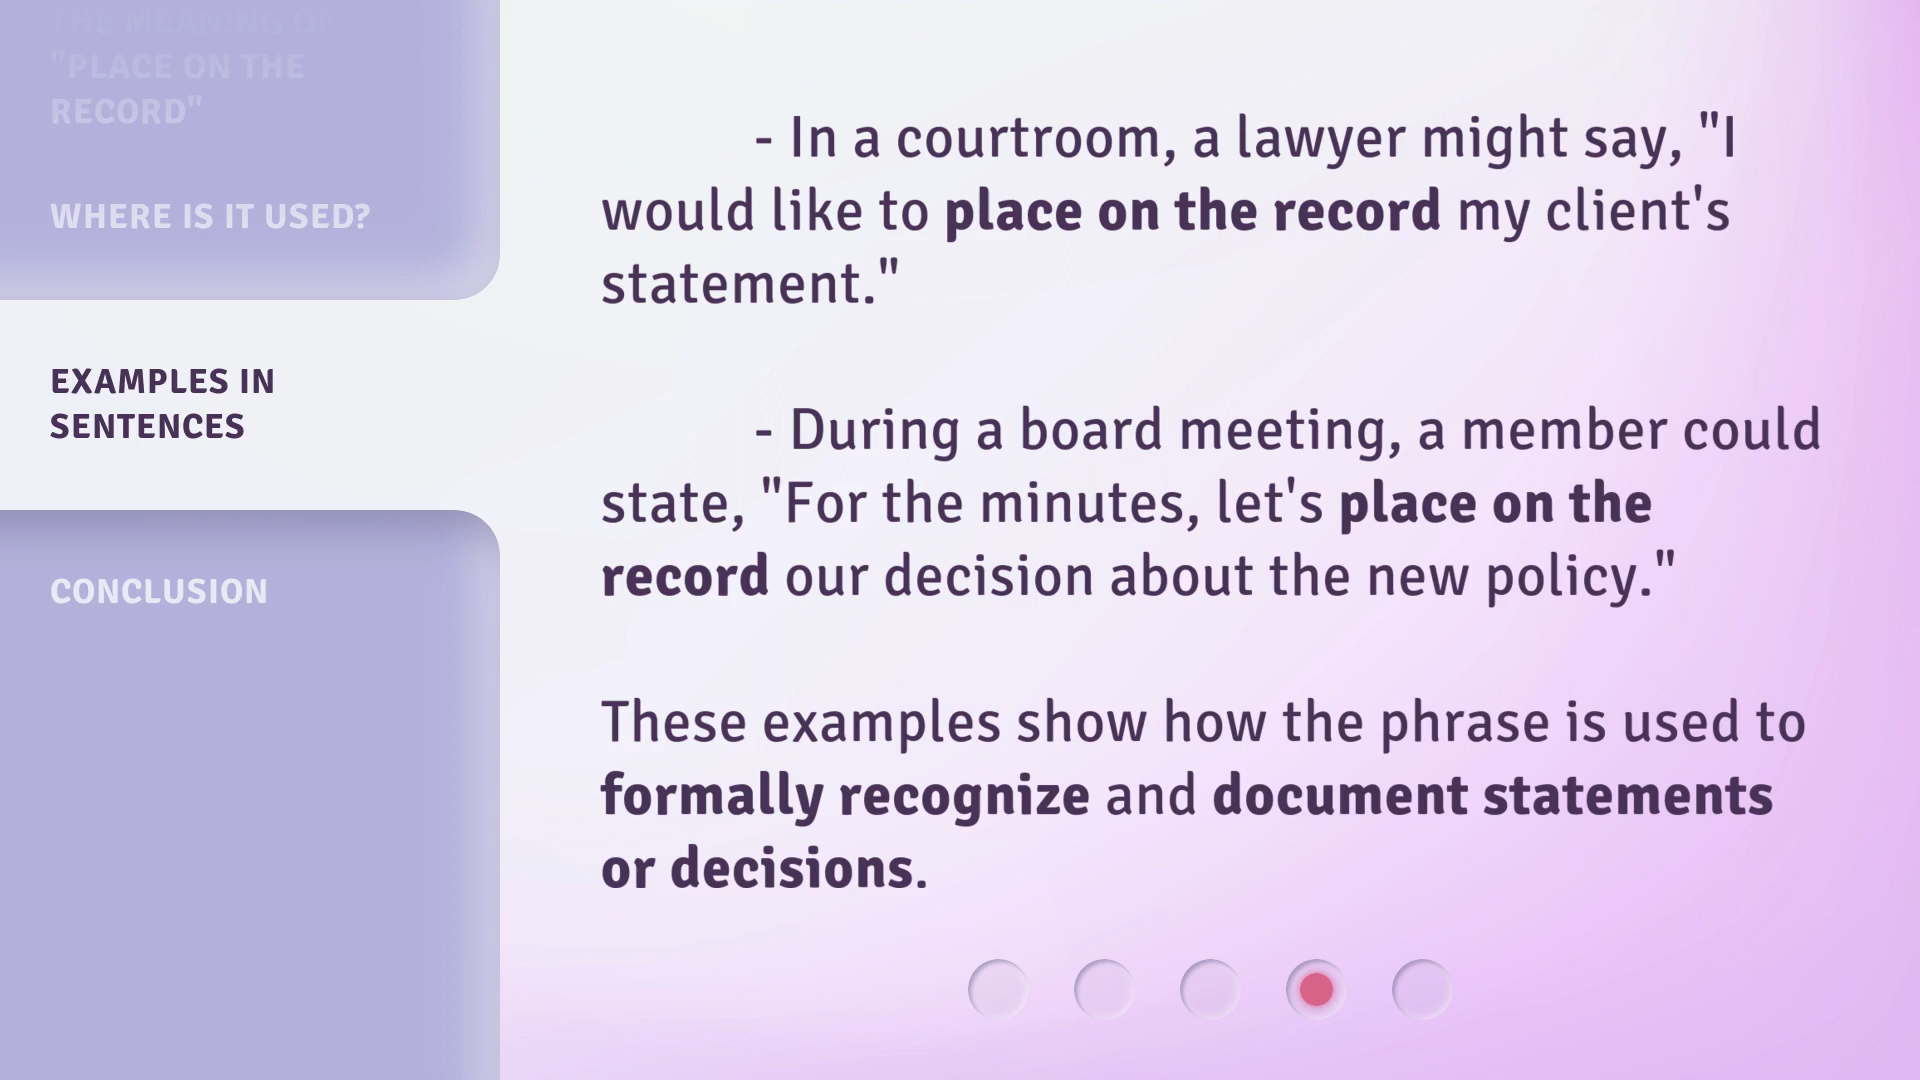 THE MEANING OF
"PLACE ON THE
RECORD"
WHERE IS IT USED?
EXAMPLES IN
SENTENCES
CONCLUSION
- In a courtroom, a lawyer might say, "I
would like to place on the record my client's
statement."
- During a board meeting, a member could
state, "For the minutes, let's place on the
record our decision about the new policy."
These examples show how the phrase is used to
formally recognize and document statements
or decisions.